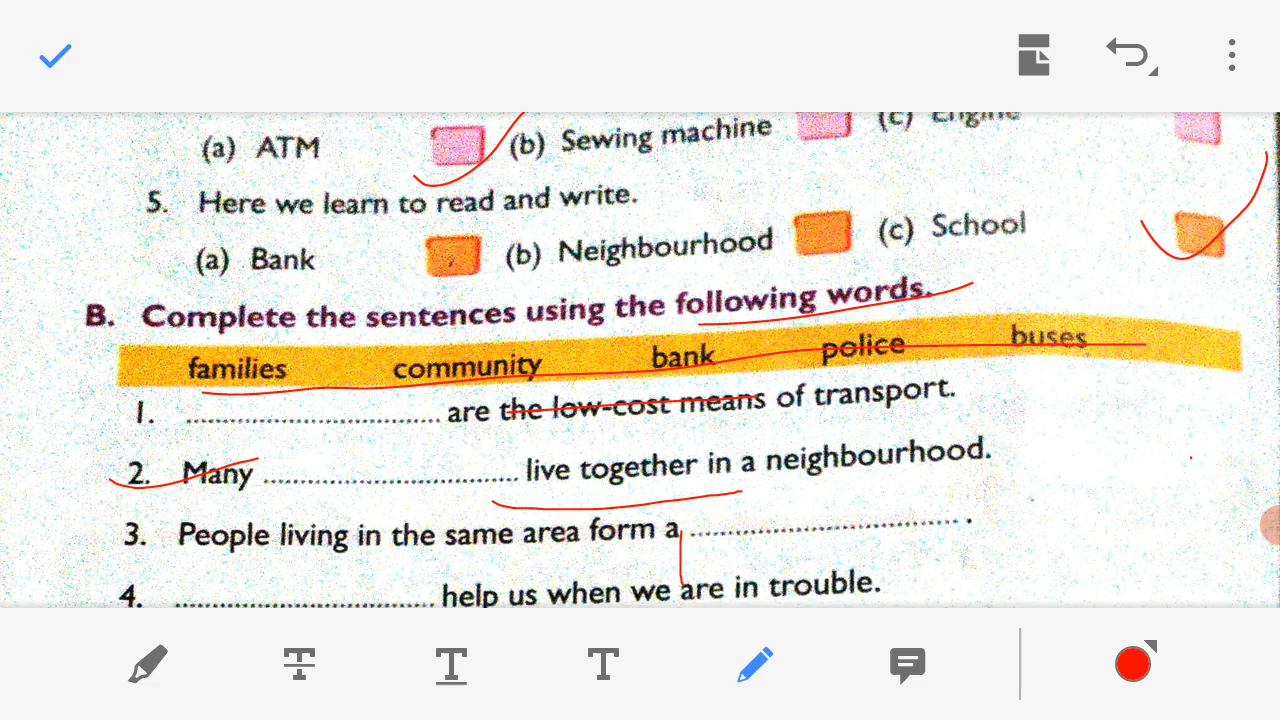 (a) ATM (b) Sewing machine (c) Engine
5. Here we learn to read and write.
(a) Bank (b) Neighbourhood (c) School
B. Complete the sentences using the following words.
families community bank police buses
1. ........................................ are the low-cost means of transport.
2. Many ........................................ live together in a neighbourhood.
3. People living in the same area form a ........................................ .
4. ........................................ help us when we are in trouble.